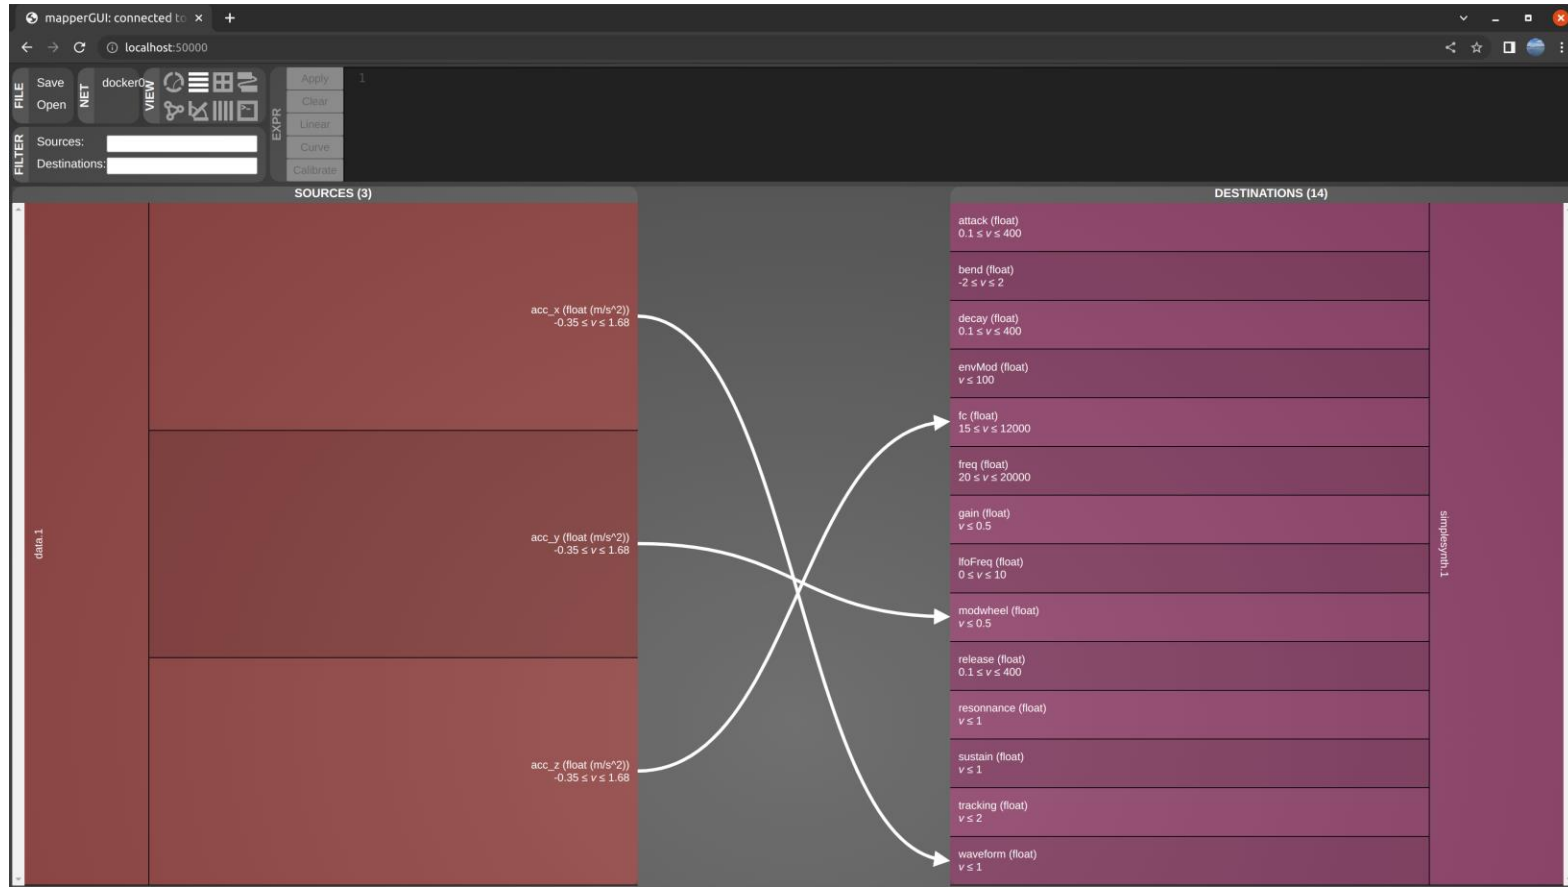 mapperGUI: connected to
localhost:50000
FILE
Save
Open
NET
docker0
VIEW
EXPR
Apply
Clear
Linear
Curve
Calibrate
1
FILTER
Sources:
Destinations:
SOURCES (3)
data.1
acc_x (float (m/s^2))
-0.35 ≤ v ≤ 1.68
acc_y (float (m/s^2))
-0.35 ≤ v ≤ 1.68
acc_z (float (m/s^2))
-0.35 ≤ v ≤ 1.68
DESTINATIONS (14)
attack (float)
0.1 ≤ v ≤ 400
bend (float)
-2 ≤ v ≤ 2
decay (float)
0.1 ≤ v ≤ 400
envMod (float)
v ≤ 100
fc (float)
15 ≤ v ≤ 12000
freq (float)
20 ≤ v ≤ 20000
gain (float)
v ≤ 0.5
lfoFreq (float)
0 ≤ v ≤ 10
modwheel (float)
v ≤ 0.5
release (float)
0.1 ≤ v ≤ 400
resonnance (float)
v ≤ 1
sustain (float)
v ≤ 1
tracking (float)
v ≤ 2
waveform (float)
v ≤ 1
simplesynth.1